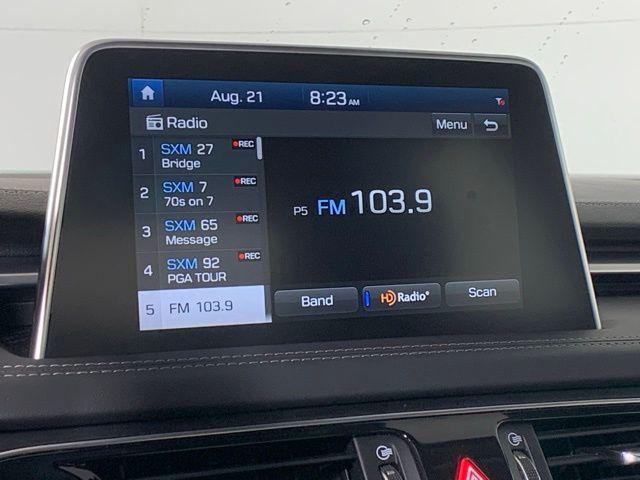 Aug. 21 8:23 AM
Radio Menu
1 SXM 27 REC
Bridge
2 SXM 7 REC
70s on 7
3 SXM 65 REC
Message
4 SXM 92 REC
PGA TOUR
5 FM 103.9
P5 FM 103.9
Band HD Radio® Scan